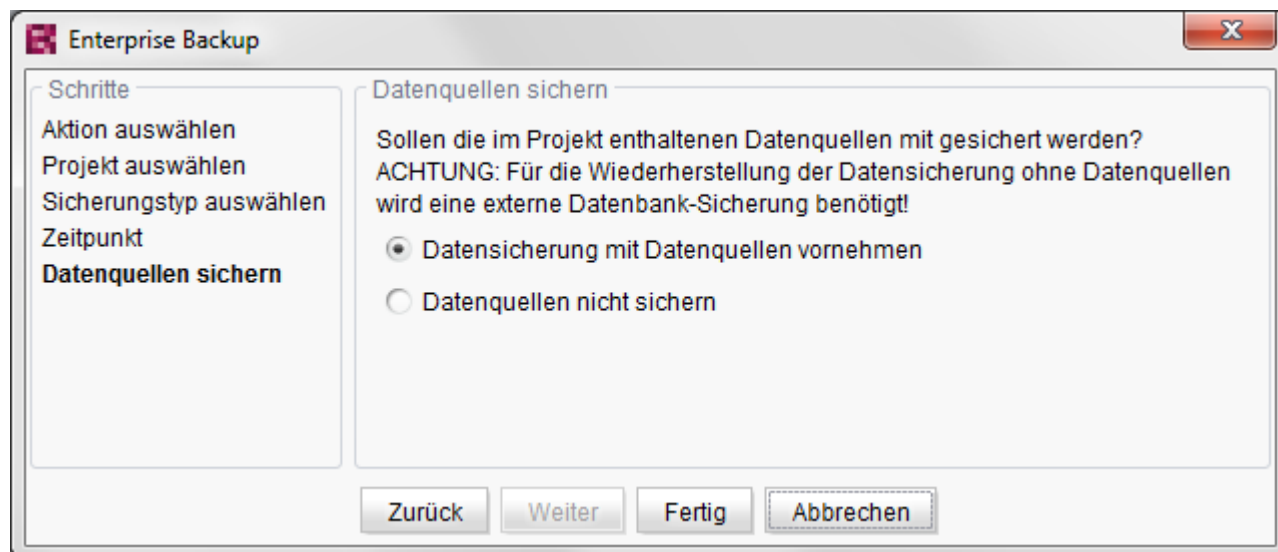 Enterprise Backup
Schritte
Aktion auswählen
Projekt auswählen
Sicherungstyp auswählen
Zeitpunkt
Datenquellen sichern
Datenquellen sichern
Sollen die im Projekt enthaltenen Datenquellen mit gesichert werden?
ACHTUNG: Für die Wiederherstellung der Datensicherung ohne Datenquellen
wird eine externe Datenbank-Sicherung benötigt!
Datensicherung mit Datenquellen vornehmen
Datenquellen nicht sichern
Zurück Weiter Fertig Abbrechen